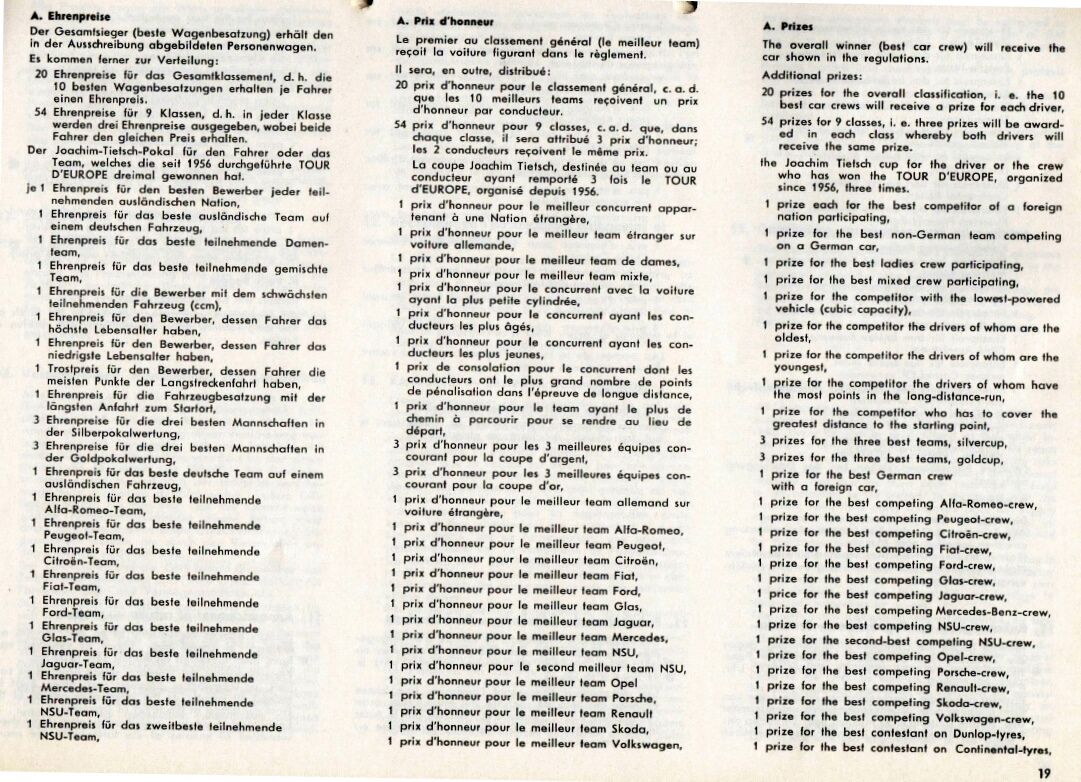 A. Ehrenpreise
Der Gesamtsieger (beste Wagenbesatzung) erhält den
in der Ausschreibung abgebildeten Personenwagen.
Es kommen ferner zur Verteilung:
20 Ehrenpreise für das Gesamtklassement, d. h. die
10 besten Wagenbesatzungen erhalten je Fahrer
einen Ehrenpreis.
54 Ehrenpreise für 9 Klassen, d. h. in jeder Klasse
werden drei Ehrenpreise ausgegeben, wobei beide
Fahrer den gleichen Preis erhalten.
Der Joachim-Tietsch-Pokal für den Fahrer oder das
Team, welches die seit 1956 durchgeführte TOUR
D'EUROPE dreimal gewonnen hat.
je 1 Ehrenpreis für den besten Bewerber jeder teil-
nehmenden ausländischen Nation,
1 Ehrenpreis für das beste ausländische Team auf
einem deutschen Fahrzeug,
1 Ehrenpreis für das beste teilnehmende Damen-
team,
1 Ehrenpreis für das beste teilnehmende gemischte
Team,
1 Ehrenpreis für die Bewerber mit dem schwächsten
teilnehmenden Fahrzeug (ccm),
1 Ehrenpreis für den Bewerber, dessen Fahrer das
höchste Lebensalter haben,
1 Ehrenpreis für den Bewerber, dessen Fahrer das
niedrigste Lebensalter haben,
1 Trostpreis für den Bewerber, dessen Fahrer die
meisten Punkte der Langstreckenfahrt haben,
1 Ehrenpreis für die Fahrzeugbesatzung mit der
längsten Anfahrt zum Startort,
3 Ehrenpreise für die drei besten Mannschaften in
der Silberpokalwertung,
3 Ehrenpreise für die drei besten Mannschaften in
der Goldpokalwertung,
1 Ehrenpreis für das beste deutsche Team auf einem
ausländischen Fahrzeug,
1 Ehrenpreis für das beste teilnehmende
Alfa-Romeo-Team,
1 Ehrenpreis für das beste teilnehmende
Peugeot-Team,
1 Ehrenpreis für das beste teilnehmende
Citroën-Team,
1 Ehrenpreis für das beste teilnehmende
Fiat-Team,
1 Ehrenpreis für das beste teilnehmende
Ford-Team,
1 Ehrenpreis für das beste teilnehmende
Glas-Team,
1 Ehrenpreis für das beste teilnehmende
Jaguar-Team,
1 Ehrenpreis für das beste teilnehmende
Mercedes-Team,
1 Ehrenpreis für das beste teilnehmende
NSU-Team,
1 Ehrenpreis für das zweitbeste teilnehmende
NSU-Team,
A. Prix d'honneur
Le premier au classement général (le meilleur team)
reçoit la voiture figurant dans le règlement.
Il sera, en outre, distribué:
20 prix d'honneur pour le classement général, c. a. d.
que les 10 meilleurs teams reçoivent un prix
d'honneur par conducteur.
54 prix d'honneur pour 9 classes, c. a. d. que, dans
chaque classe, il sera attribué 3 prix d'honneur;
les 2 conducteurs reçoivent le même prix.
La coupe Joachim Tietsch, destinée au team ou au
conducteur ayant remporté 3 fois le TOUR
d'EUROPE, organisé depuis 1956.
1 prix d'honneur pour le meilleur concurrent appar-
tenant à une Nation étrangère,
1 prix d'honneur pour le meilleur team étranger sur
voiture allemande,
1 prix d'honneur pour le meilleur team de dames,
1 prix d'honneur pour le meilleur team mixte,
1 prix d'honneur pour le concurrent avec la voiture
ayant la plus petite cylindrée,
1 prix d'honneur pour le concurrent ayant les con-
ducteurs les plus âgés,
1 prix d'honneur pour le concurrent ayant les con-
ducteurs les plus jeunes,
1 prix de consolation pour le concurrent dont les
conducteurs ont le plus grand nombre de points
de pénalisation dans l'épreuve de longue distance,
1 prix d'honneur pour le team ayant le plus de
chemin à parcourir pour se rendre au lieu de
départ,
3 prix d'honneur pour les 3 meilleures équipes con-
courant pour la coupe d'argent,
3 prix d'honneur pour les 3 meilleures équipes con-
courant pour la coupe d'or,
1 prix d'honneur pour le meilleur team allemand sur
voiture étrangère,
1 prix d'honneur pour le meilleur team Alfa-Romeo,
1 prix d'honneur pour le meilleur team Peugeot,
1 prix d'honneur pour le meilleur team Citroën,
1 prix d'honneur pour le meilleur team Fiat,
1 prix d'honneur pour le meilleur team Ford,
1 prix d'honneur pour le meilleur team Glas,
1 prix d'honneur pour le meilleur team Jaguar,
1 prix d'honneur pour le meilleur team Mercedes,
1 prix d'honneur pour le meilleur team NSU,
1 prix d'honneur pour le second meilleur team NSU,
1 prix d'honneur pour le meilleur team Opel
1 prix d'honneur pour le meilleur team Porsche,
1 prix d'honneur pour le meilleur team Renault
1 prix d'honneur pour le meilleur team Skoda,
1 prix d'honneur pour le meilleur team Volkswagen,
A. Prizes
The overall winner (best car crew) will receive the
car shown in the regulations.
Additional prizes:
20 prizes for the overall classification, i. e. the 10
best car crews will receive a prize for each driver,
54 prizes for 9 classes, i. e. three prizes will be award-
ed in each class whereby both drivers will
receive the same prize.
the Joachim Tietsch cup for the driver or the crew
who has won the TOUR D'EUROPE, organized
since 1956, three times.
1 prize each for the best competitor of a foreign
nation participating,
1 prize for the best non-German team competing
on a German car,
1 prize for the best ladies crew participating,
1 prize for the best mixed crew participating,
1 prize for the competitor with the lowest-powered
vehicle (cubic capacity),
1 prize for the competitor the drivers of whom are the
oldest,
1 prize for the competitor the drivers of whom are the
youngest,
1 prize for the competitor the drivers of whom have
the most points in the long-distance-run,
1 prize for the competitor who has to cover the
greatest distance to the starting point,
3 prizes for the three best teams, silvercup,
3 prizes for the three best teams, goldcup,
1 prize for the best German crew
with a foreign car,
1 prize for the best competing Alfa-Romeo-crew,
1 prize for the best competing Peugeot-crew,
1 prize for the best competing Citroën-crew,
1 prize for the best competing Fiat-crew,
1 prize for the best competing Ford-crew,
1 prize for the best competing Glas-crew,
1 price for the best competing Jaguar-crew,
1 prize for the best competing Mercedes-Benz-crew,
1 prize for the best competing NSU-crew,
1 prize for the second-best competing NSU-crew,
1 prize for the best competing Opel-crew,
1 prize for the best competing Porsche-crew,
1 prize for the best competing Renault-crew,
1 prize for the best competing Skoda-crew,
1 prize for the best competing Volkswagen-crew,
1 prize for the best contestant on Dunlop-tyres,
1 prize for the best contestant on Continental-tyres,
19